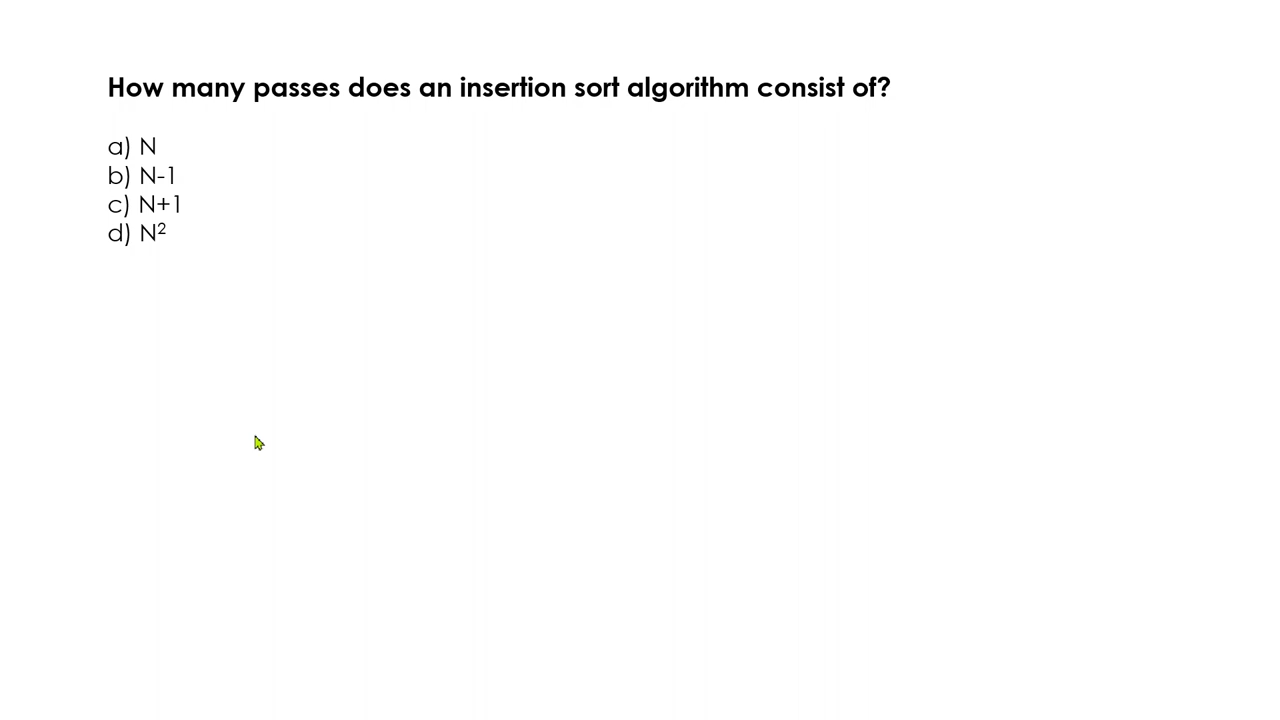 How many passes does an insertion sort algorithm consist of?
a) N
b) N-1
c) N+1
d) N²